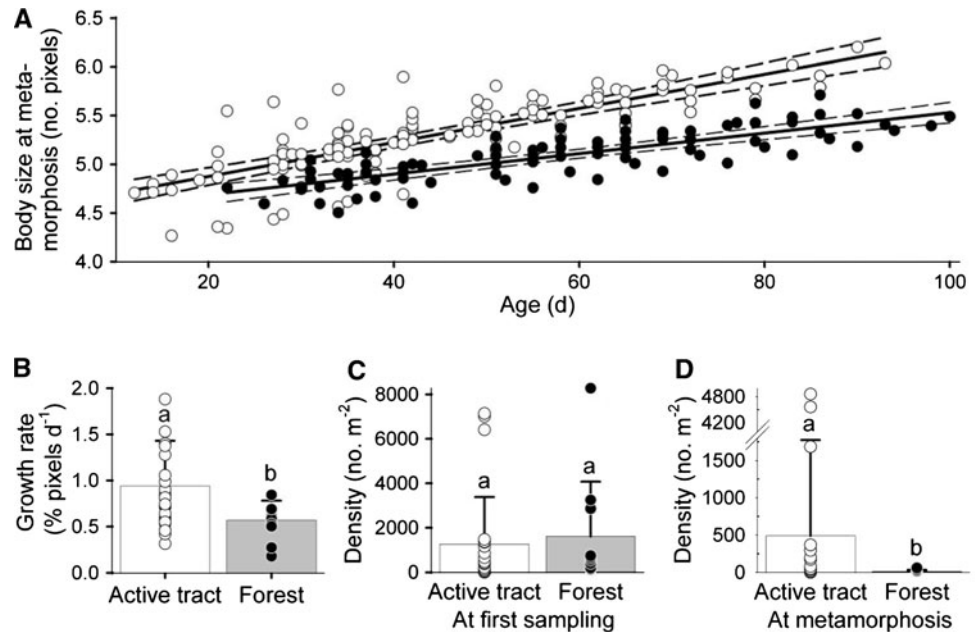 A
Body size at meta-
morphosis (no. pixels)
6.5
6.0
5.5
5.0
4.5
4.0
20
40
60
80
100
Age (d)
B
Growth rate
(% pixels d⁻¹)
2.0
1.5
1.0
0.5
0.0
a
b
Active tract
Forest
C
Density (no. m⁻²)
8000
6000
4000
2000
0
a
a
Active tract
Forest
At first sampling
D
Density (no. m⁻²)
4800
4200
1500
1000
500
0
a
b
Active tract
Forest
At metamorphosis